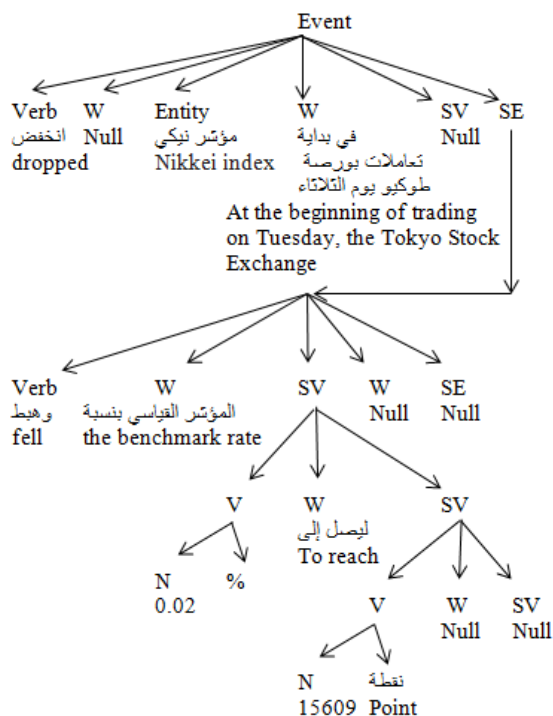 Event
Verb W Entity W SV SE
انخفض Null مؤشر نيكي في بداية Null
dropped Nikkei index تعاملات بورصة
طوكيو يوم الثلاثاء
At the beginning of trading
on Tuesday, the Tokyo Stock
Exchange
Verb W SV W SE
وهبط المؤشر القياسي بنسبة Null Null
fell the benchmark rate
V W SV
ليصل إلى
To reach
N %
0.02
V W SV
Null Null
N نقطة
15609 Point